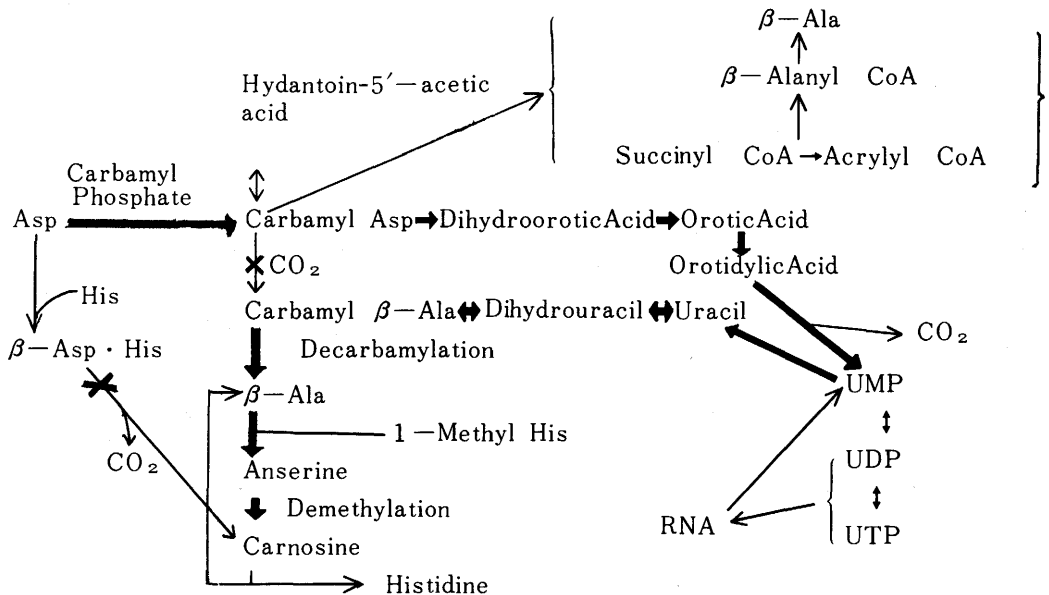 β−Ala
β−Alanyl CoA
Hydantoin-5′−acetic
acid
Succinyl CoA Acrylyl CoA
Carbamyl
Phosphate
Asp Carbamyl Asp DihydrooroticAcid OroticAcid
CO₂ OrotidylicAcid
His Carbamyl β−Ala Dihydrouracil Uracil
CO₂
β−Asp · His Decarbamylation
UMP
β−Ala
1−Methyl His
CO₂ Anserine UDP
Demethylation
RNA UTP
Carnosine
Histidine